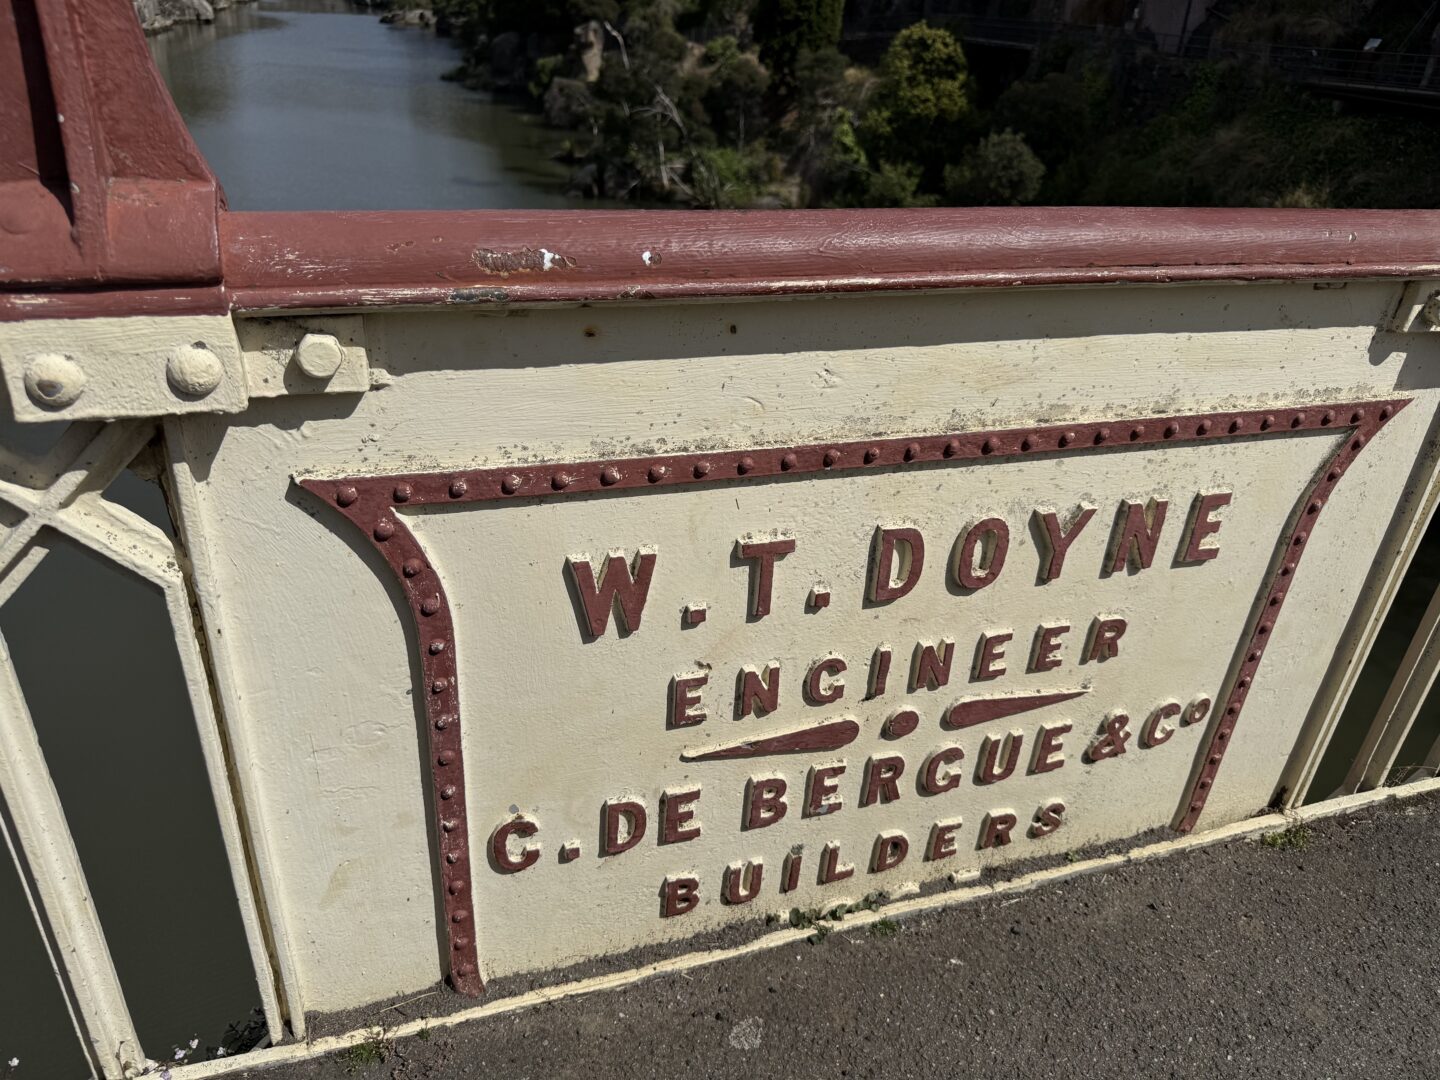 W. T. DOYNE
ENGINEER
C. DE BERGUE & Co
BUILDERS